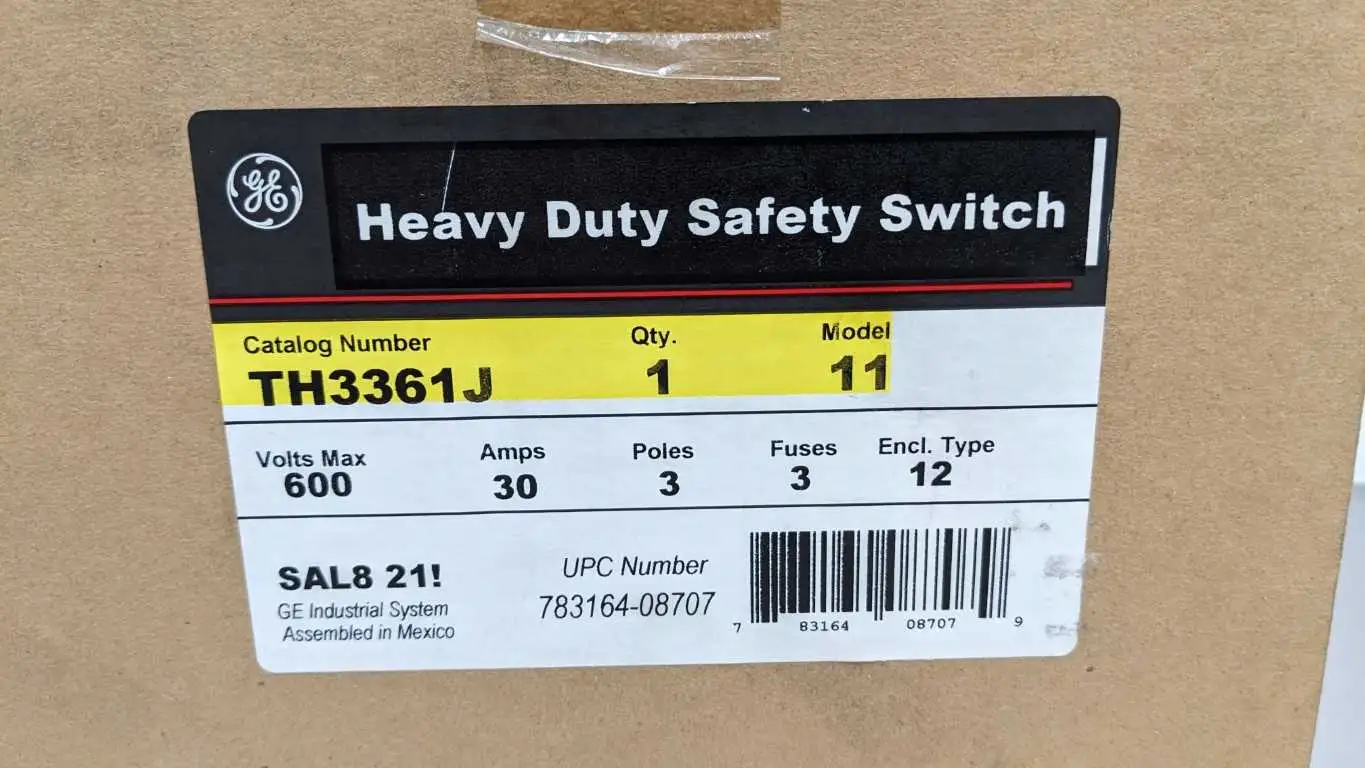 GE
Heavy Duty Safety Switch
Catalog Number Qty. Model
TH3361J 1 11
Volts Max Amps Poles Fuses Encl. Type
600 30 3 3 12
SAL8 21!
GE Industrial System
Assembled in Mexico
UPC Number
783164-08707
7 83164 08707 9